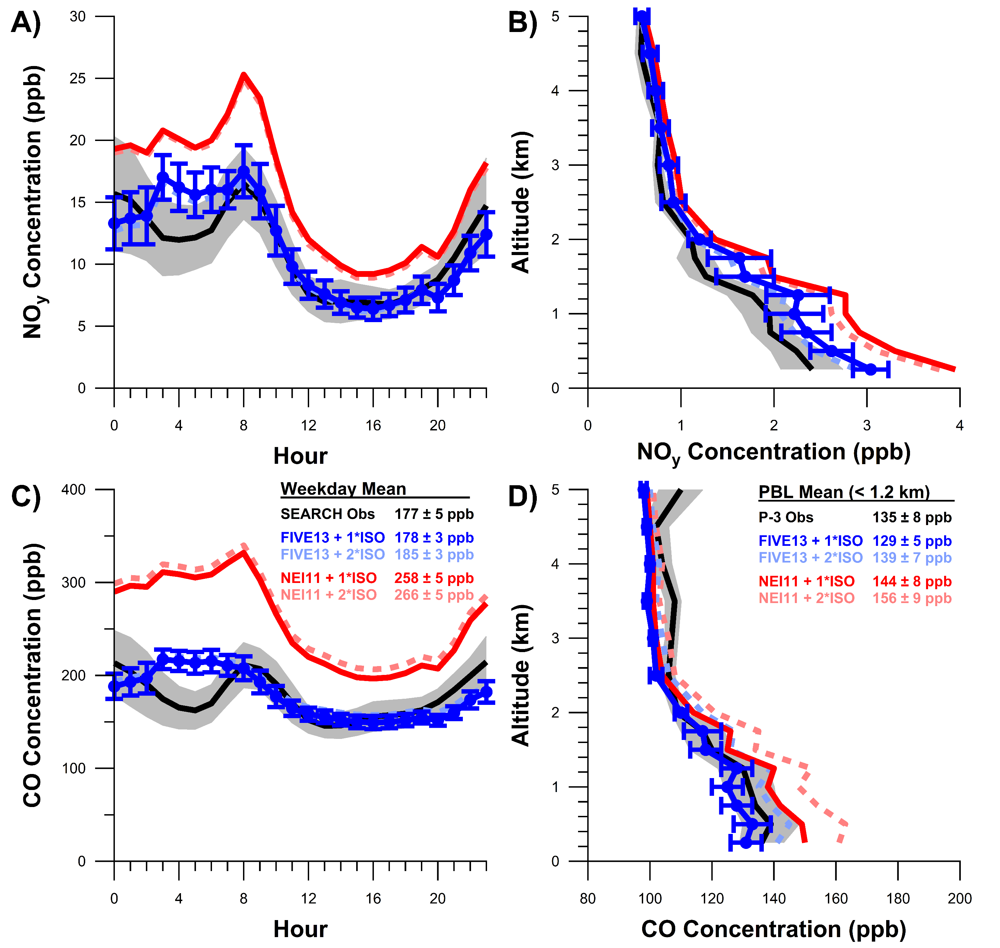 A)
NOy Concentration (ppb)
30
25
20
15
10
5
0
0 4 8 12 16 20
Hour
B)
Altitude (km)
5
4
3
2
1
0
0 1 2 3 4
NOy Concentration (ppb)
C)
CO Concentration (ppb)
400
300
200
100
0
Weekday Mean
SEARCH Obs 177 ± 5 ppb
FIVE13 + 1*ISO 178 ± 3 ppb
FIVE13 + 2*ISO 185 ± 3 ppb
NEI11 + 1*ISO 258 ± 5 ppb
NEI11 + 2*ISO 266 ± 5 ppb
0 4 8 12 16 20
Hour
D)
Altitude (km)
5
4
3
2
1
0
PBL Mean (< 1.2 km)
P-3 Obs 135 ± 8 ppb
FIVE13 + 1*ISO 129 ± 5 ppb
FIVE13 + 2*ISO 139 ± 7 ppb
NEI11 + 1*ISO 144 ± 8 ppb
NEI11 + 2*ISO 156 ± 9 ppb
80 100 120 140 160 180 200
CO Concentration (ppb)